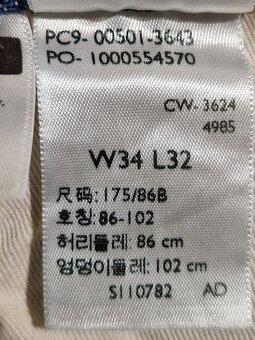 PC9- 00501-3643
PO- 1000554570
CW-3624
4985
W34 L32
尺码: 175/86B
호칭: 86-102
허리둘레: 86 cm
엉덩이둘레: 102 cm
S110782 AD